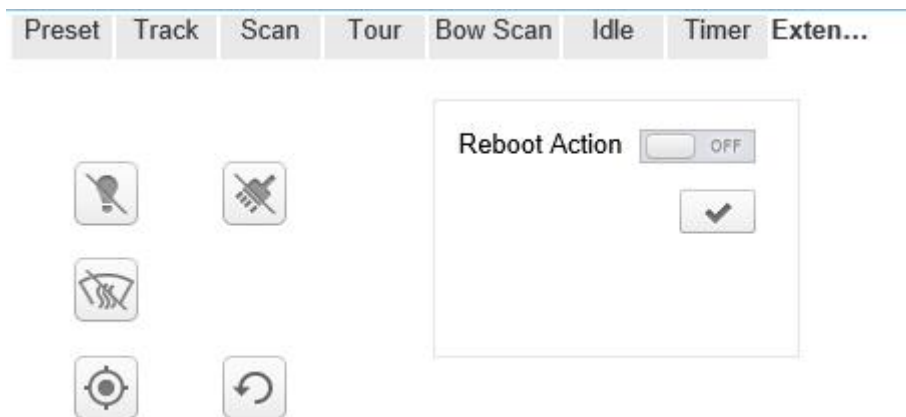 Preset Track Scan Tour Bow Scan Idle Timer Exten...
Reboot Action OFF